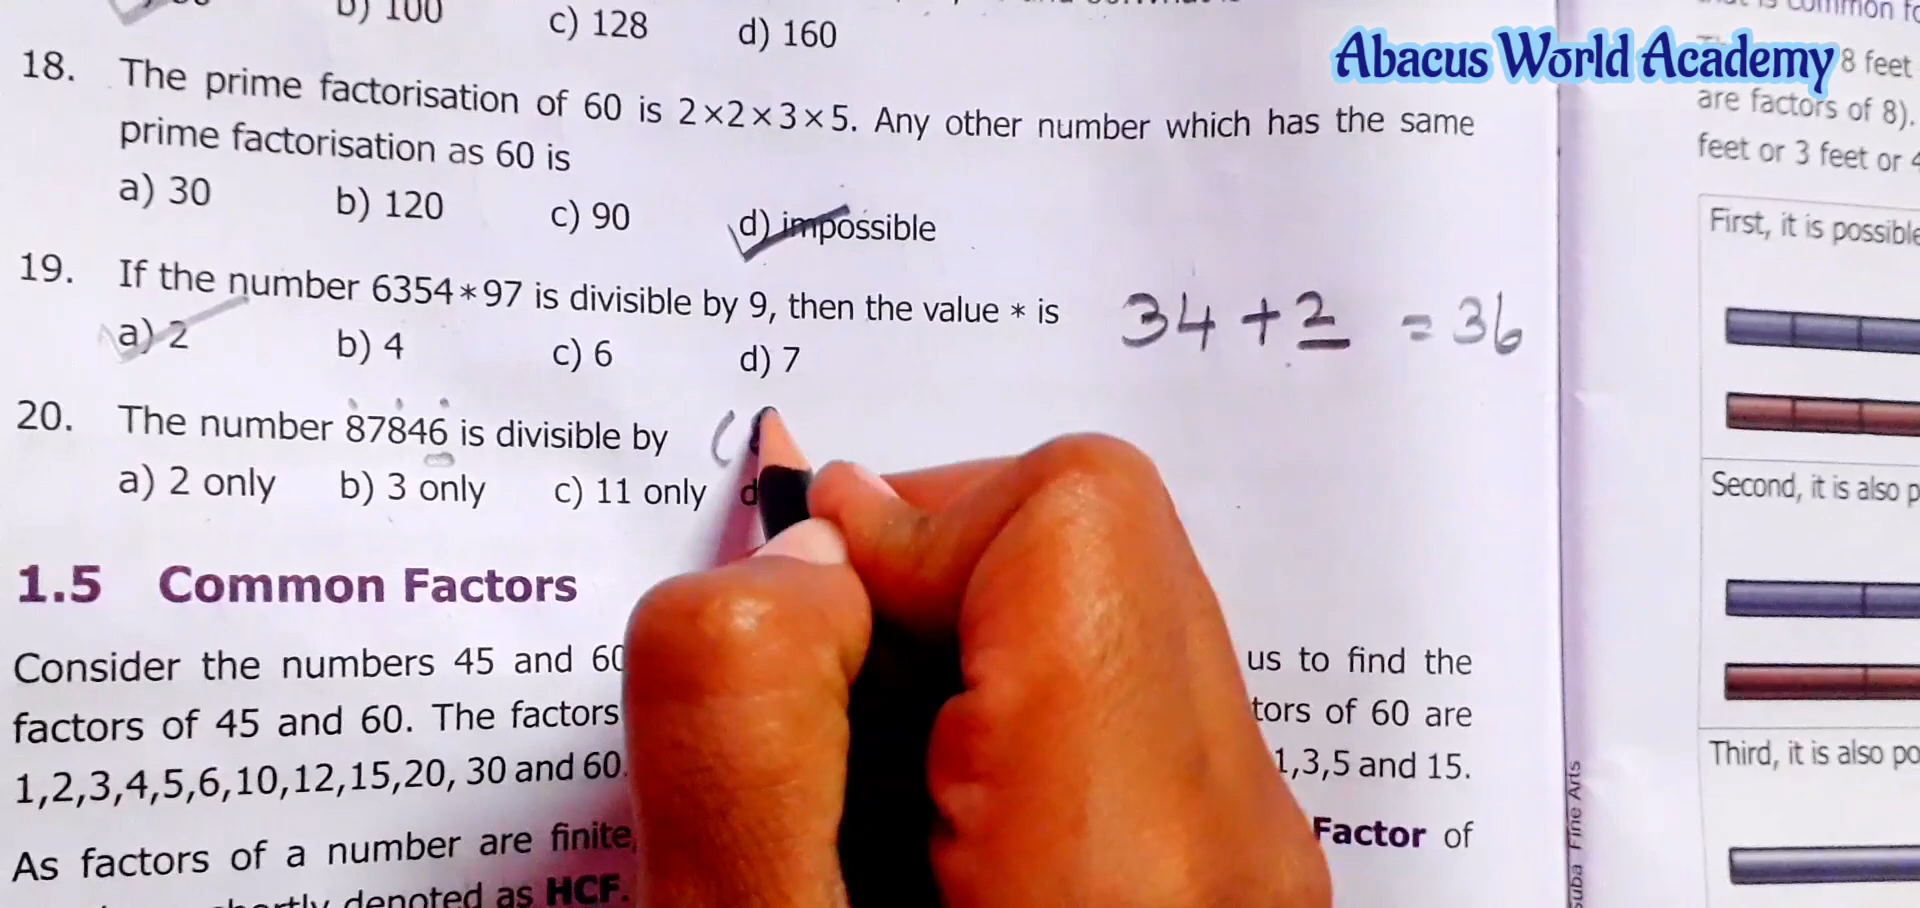 b) 100 c) 128 d) 160
18. The prime factorisation of 60 is 2×2×3×5. Any other number which has the same
prime factorisation as 60 is
a) 30 b) 120 c) 90 d) impossible
19. If the number 6354*97 is divisible by 9, then the value * is
a) 2 b) 4 c) 6 d) 7
34 + 2 = 36
20. The number 87846 is divisible by (
a) 2 only b) 3 only c) 11 only d
1.5 Common Factors
Consider the numbers 45 and 60 us to find the
factors of 45 and 60. The factors tors of 60 are
1,2,3,4,5,6,10,12,15,20, 30 and 60. 1,3,5 and 15.
As factors of a number are finite, Factor of
denoted as HCF.
Abacus World Academy
common fo
8 feet
are factors of 8).
feet or 3 feet or 4
First, it is possible
Second, it is also p
Third, it is also po
uba Fine Arts